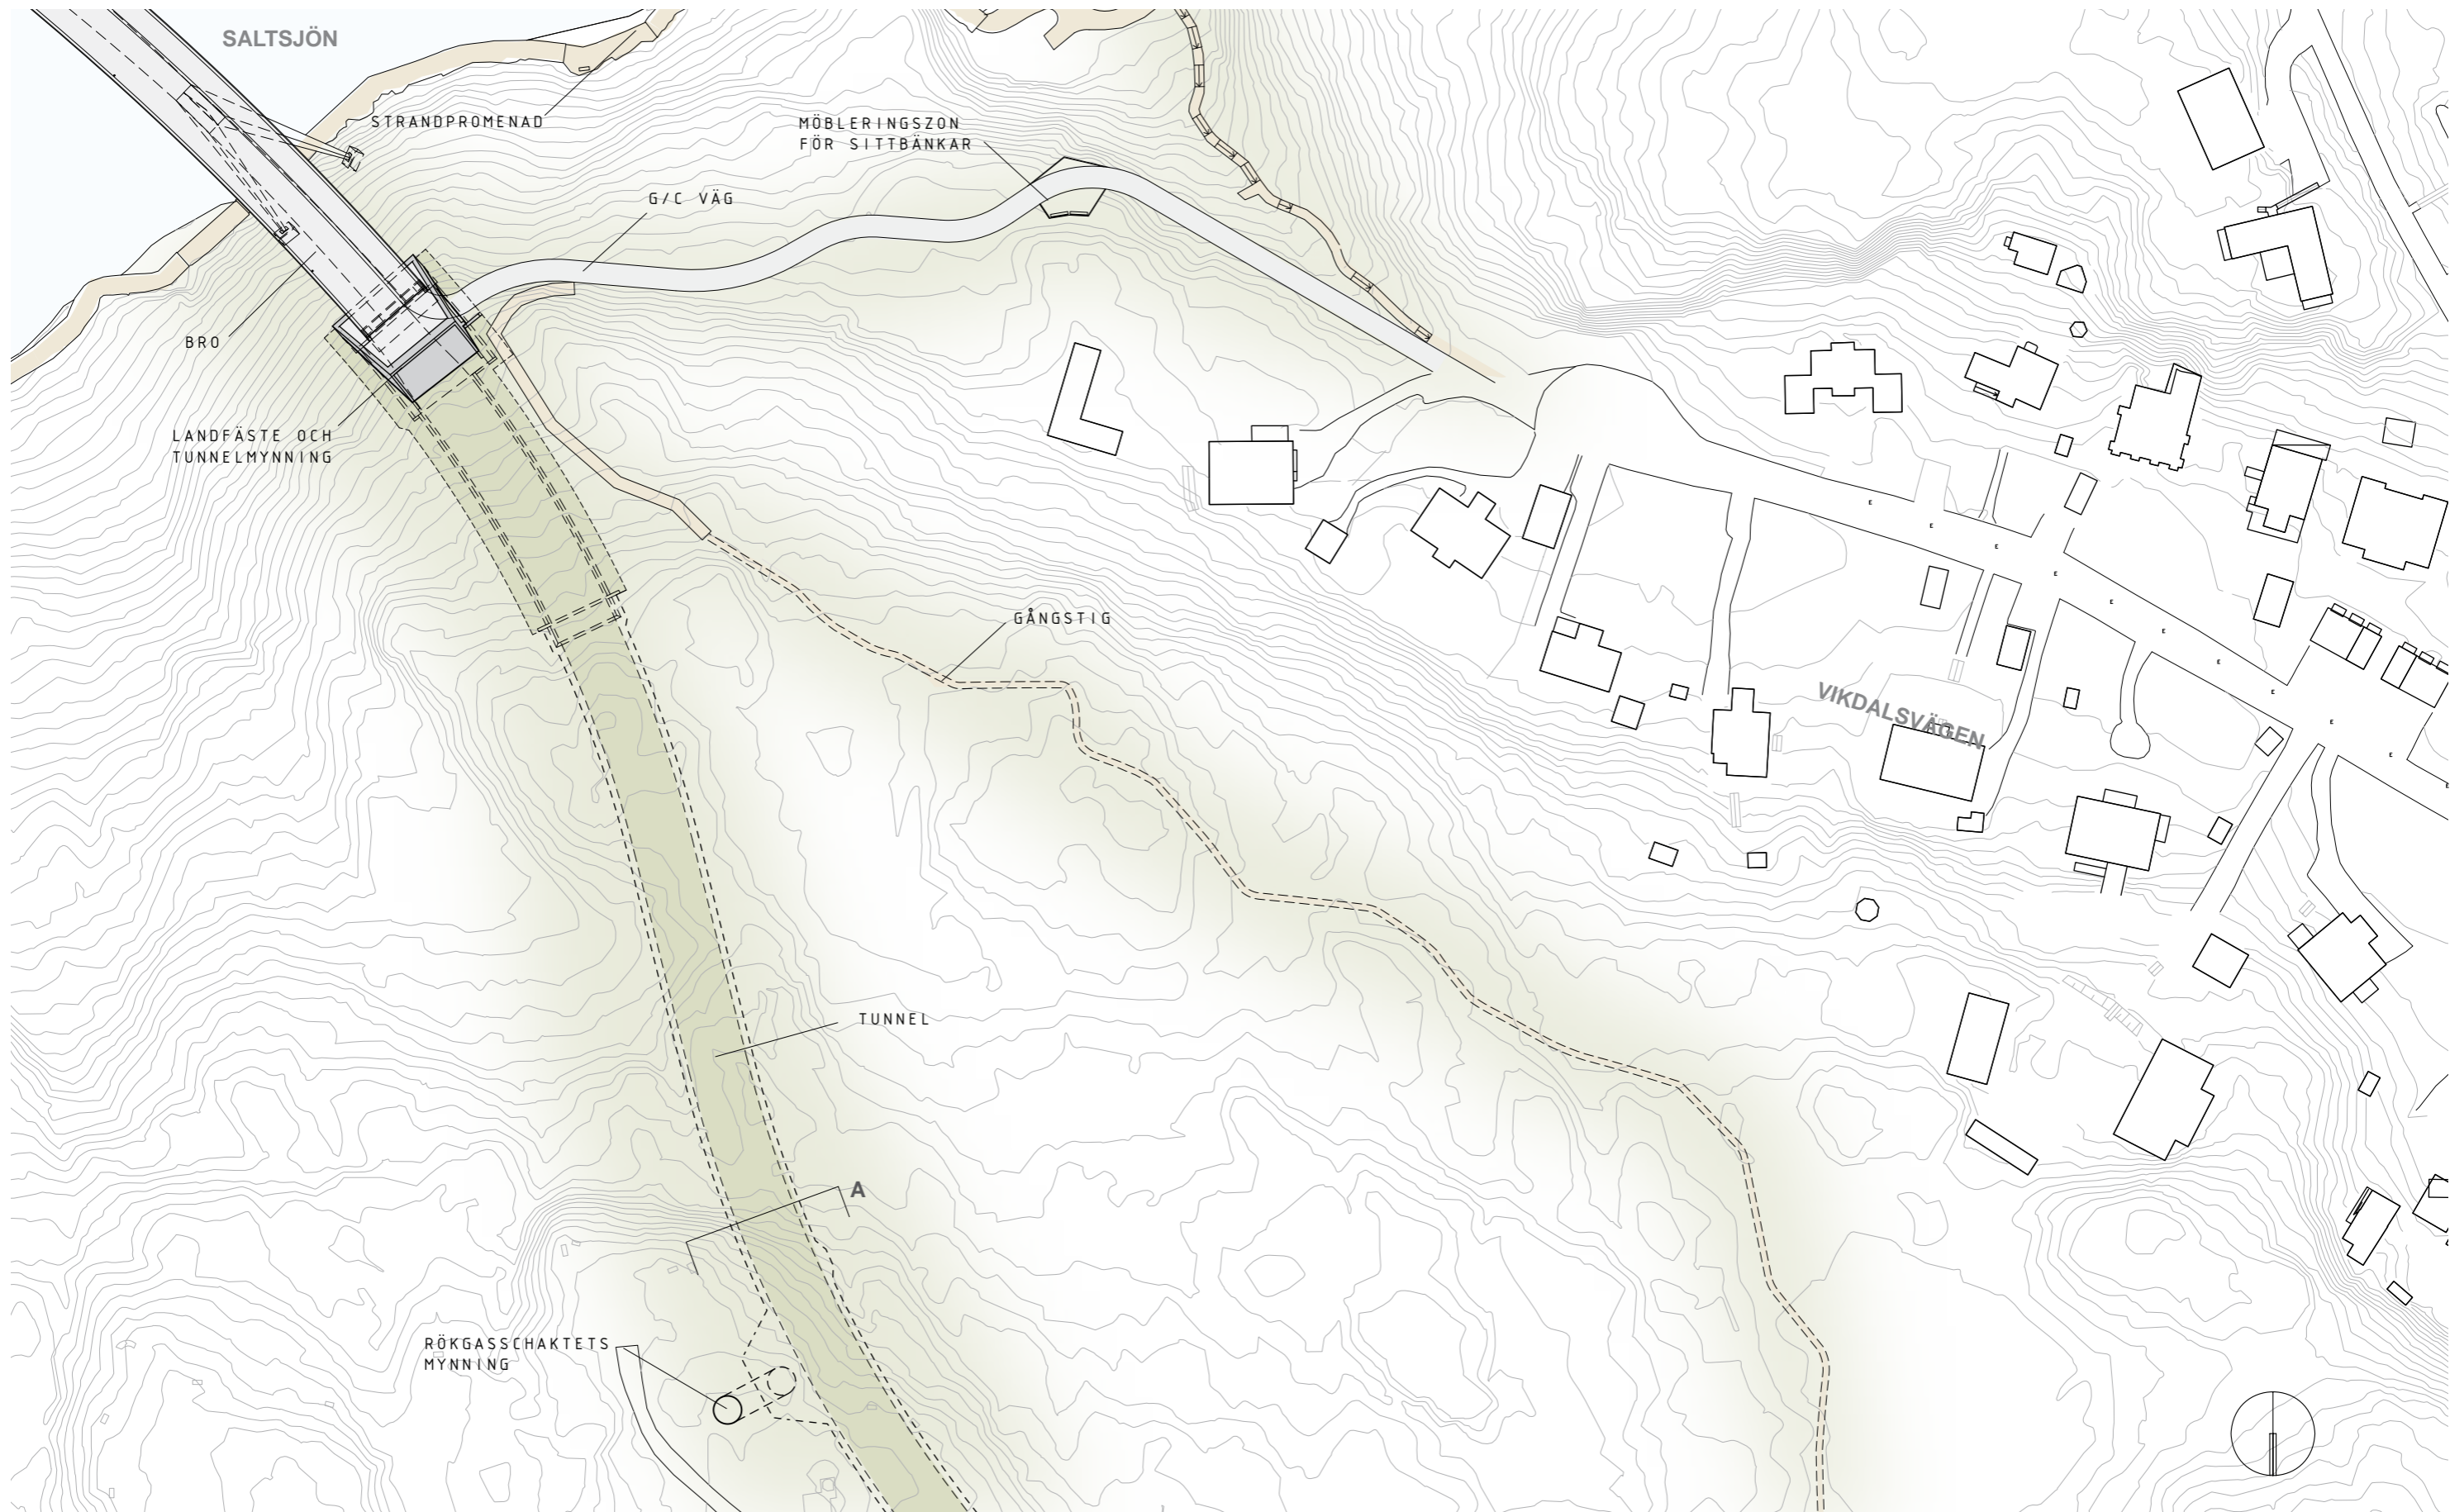 SALTSJÖN
STRANDPROMENAD
MÖBLERINGSZON
FÖR SITTBÄNKAR
G/C VÄG
BRO
LANDFÄSTE OCH
TUNNELMYNNING
GÅNGSTIG
VIKDALSVÄGEN
TUNNEL
A
RÖKGASSCHAKTETS
MYNNING